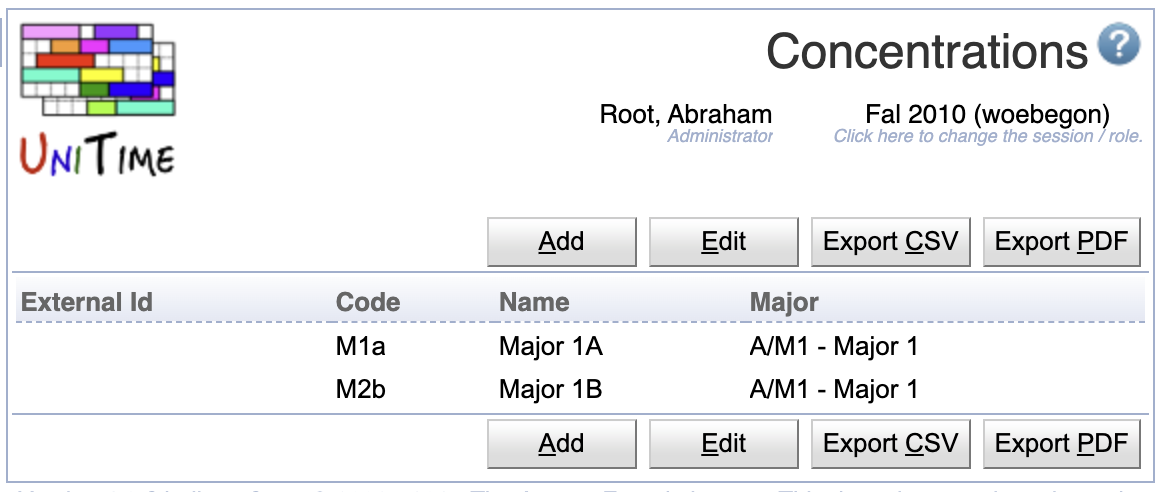 Concentrations ?
Root, Abraham Fal 2010 (woebegon)
Administrator Click here to change the session / role.
UNITIME
Add Edit Export CSV Export PDF
External Id Code Name Major
M1a Major 1A A/M1 - Major 1
M2b Major 1B A/M1 - Major 1
Add Edit Export CSV Export PDF